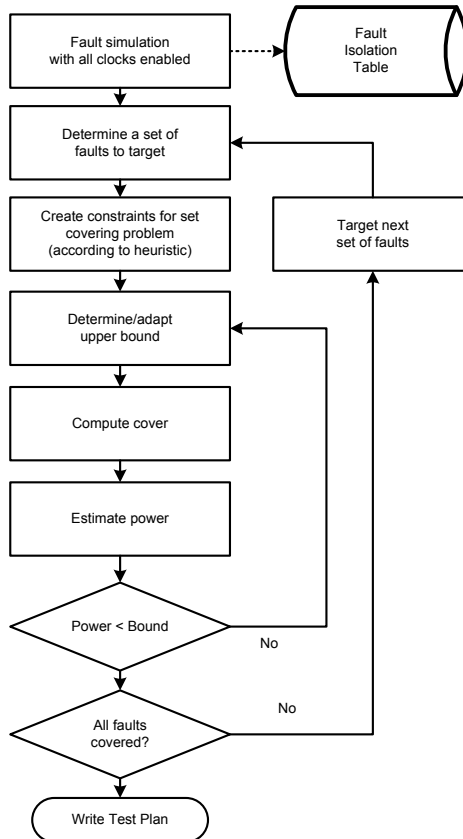 Fault simulation
with all clocks enabled
Fault
Isolation
Table
Determine a set of
faults to target
Create constraints for set
covering problem
(according to heuristic)
Target next
set of faults
Determine/adapt
upper bound
Compute cover
Estimate power
Power < Bound
No
All faults
covered?
No
Write Test Plan